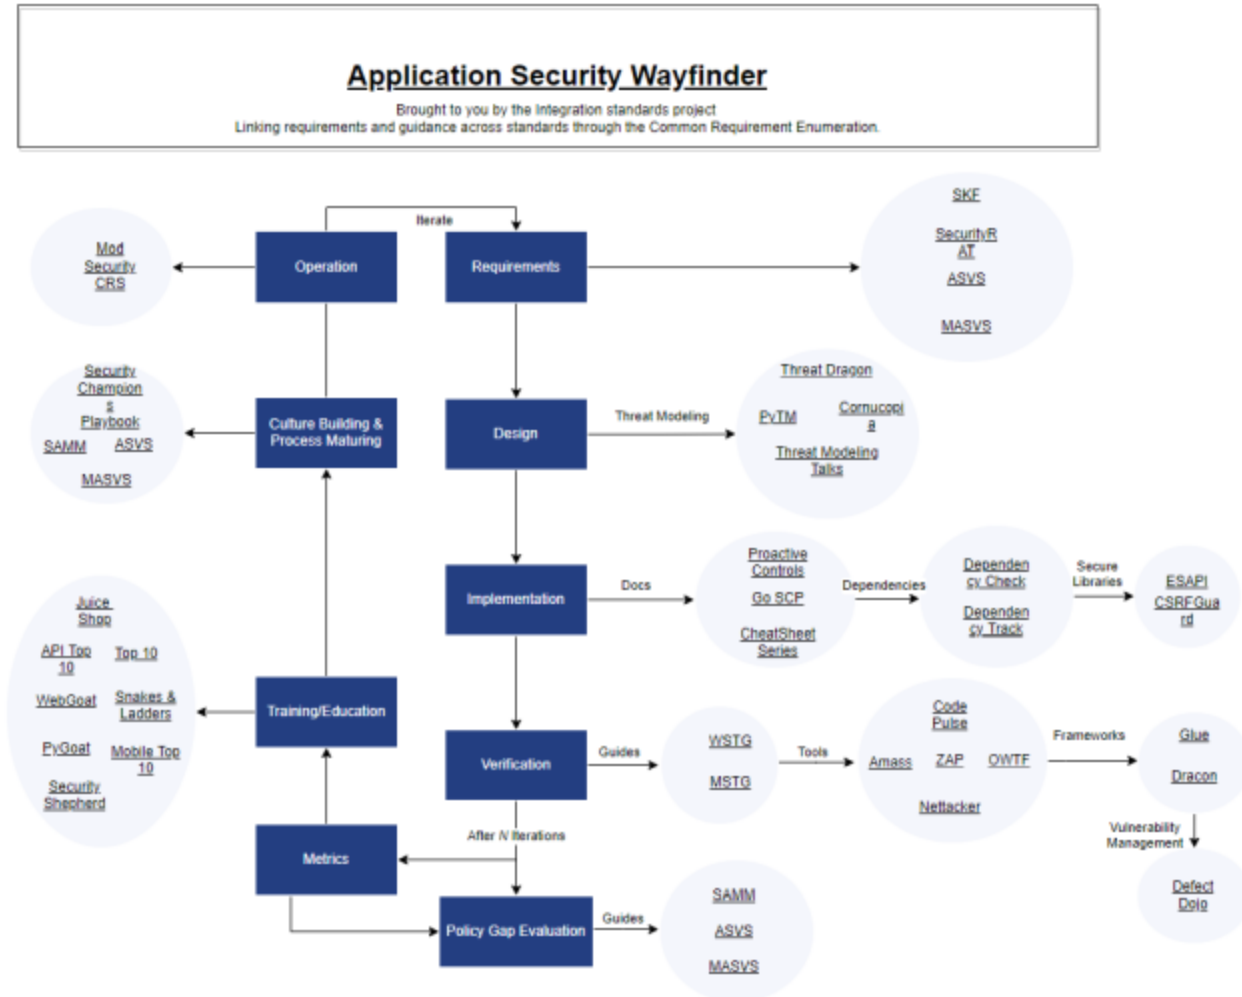 Application Security Wayfinder
Brought to you by the Integration standards project
Linking requirements and guidance across standards through the Common Requirement Enumeration.
Iterate
Operation
Requirements
Mod
Security
CRS
SKF
SecurityR
AT
ASVS
MASVS
Culture Building &
Process Maturing
Security
Champion
s
Playbook
SAMM
ASVS
MASVS
Design
Threat Modeling
Threat Dragon
PyTM
Cornucopi
a
Threat Modeling
Talks
Implementation
Docs
Proactive
Controls
Go SCP
CheatSheet
Series
Dependencies
Dependen
cy Check
Dependen
cy Track
Secure
Libraries
ESAPI
CSRFGua
rd
Training/Education
Juice
Shop
API Top
10
Top 10
WebGoat
Snakes &
Ladders
PyGoat
Mobile Top
10
Security
Shepherd
Verification
Guides
WSTG
MSTG
Tools
Code
Pulse
Amass
ZAP
OWTF
Nettacker
Frameworks
Glue
Dracon
Vulnerability
Management
Defect
Dojo
After N Iterations
Metrics
Policy Gap Evaluation
Guides
SAMM
ASVS
MASVS